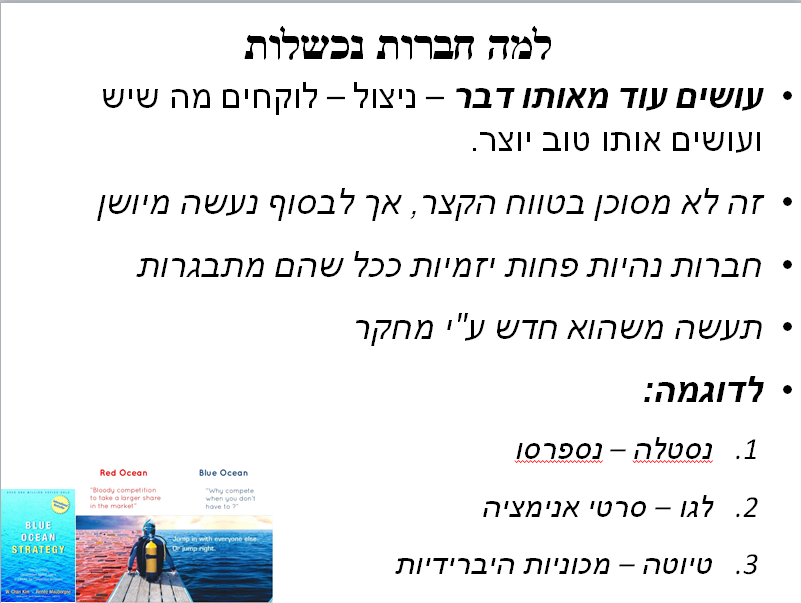 למה חברות נכשלות
• עושים עוד מאותו דבר – ניצול – לוקחים מה שיש
ועושים אותו טוב יוצר.
• זה לא מסוכן בטווח הקצר, אך לבסוף נעשה מיושן
• חברות נהיות פחות יזמיות ככל שהם מתבגרות
• תעשה משהוא חדש ע"י מחקר
• לדוגמה:
1. נסטלה – נספרסו
2. לגו – סרטי אנימציה
3. טיוטה – מכוניות היברידיות
Red Ocean
"Bloody competition
to take a larger share
in the market"
Blue Ocean
"Why compete
when you don't
have to ?"
Jump in with everyone else.
Or jump right.
BLUE
OCEAN
STRATEGY